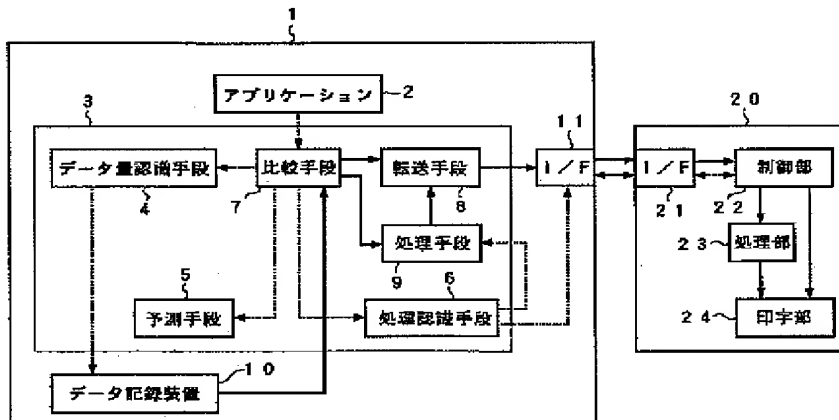 1
アプリケーション
2
3
データ量認識手段
4
比較手段
7
転送手段
8
11
I/F
20
I/F
21
制御部
22
処理手段
9
23
処理部
5
予測手段
6
処理認識手段
24
印字部
10
データ記録装置